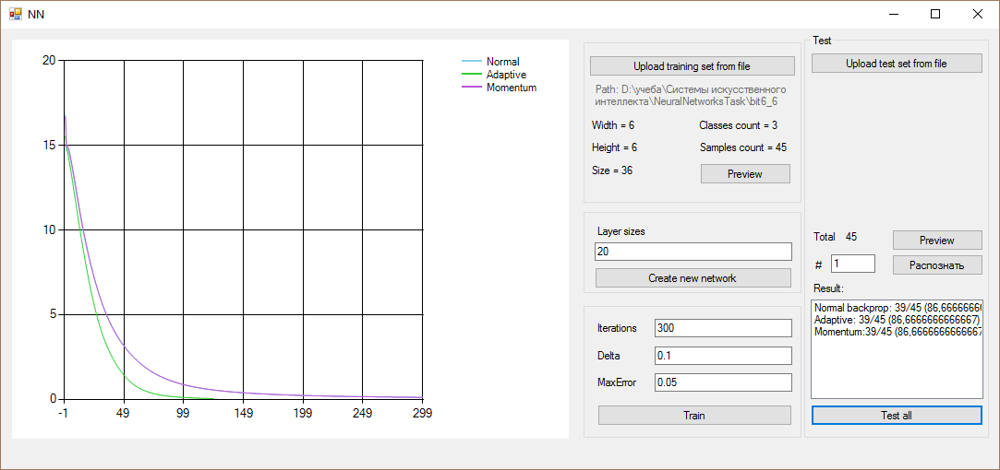 NN
20
15
10
5
0
-1
49
99
149
199
249
299
Normal
Adaptive
Momentum
Upload training set from file
Path: D:\учеба\Системы искусственного
интеллекта\NeuralNetworksTask\bit6_6
Width = 6
Classes count = 3
Height = 6
Samples count = 45
Size = 36
Preview
Layer sizes
20
Create new network
Iterations
300
Delta
0.1
MaxError
0.05
Train
Test
Upload test set from file
Total 45
Preview
# 1
Распознать
Result:
Normal backprop: 39/45 (86,6666666
Adaptive: 39/45 (86,6666666666667)
Momentum:39/45 (86,6666666666667
Test all